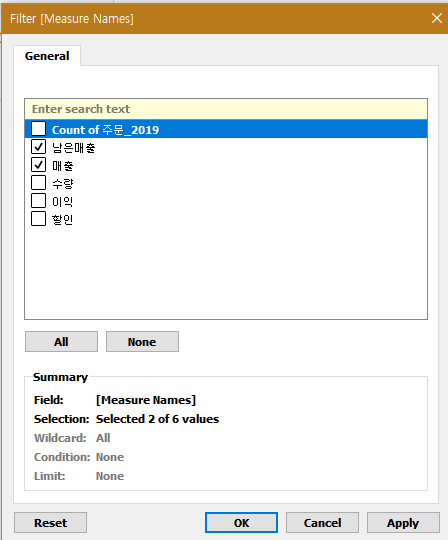 Filter [Measure Names]
General
Enter search text
Count of 주문_2019
남은매출
매출
수량
이익
할인
All None
Summary
Field: [Measure Names]
Selection: Selected 2 of 6 values
Wildcard: All
Condition: None
Limit: None
Reset OK Cancel Apply